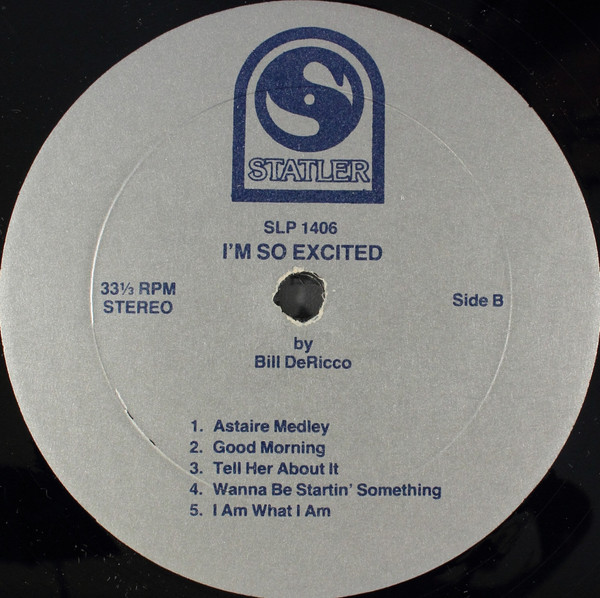 STATLER
SLP 1406
I'M SO EXCITED
33⅓ RPM
STEREO
Side B
by
Bill DeRicco
1. Astaire Medley
2. Good Morning
3. Tell Her About It
4. Wanna Be Startin' Something
5. I Am What I Am